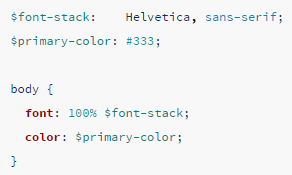 $font-stack:    Helvetica, sans-serif;
$primary-color: #333;

body {
  font: 100% $font-stack;
  color: $primary-color;
}